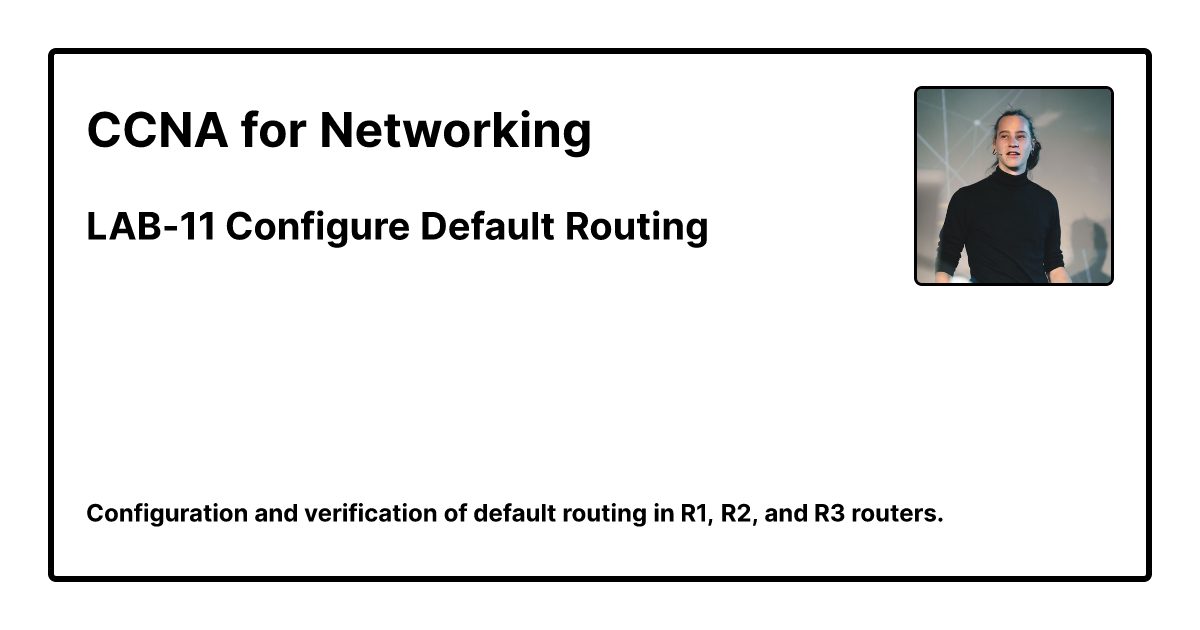 CCNA for Networking
LAB-11 Configure Default Routing
Configuration and verification of default routing in R1, R2, and R3 routers.